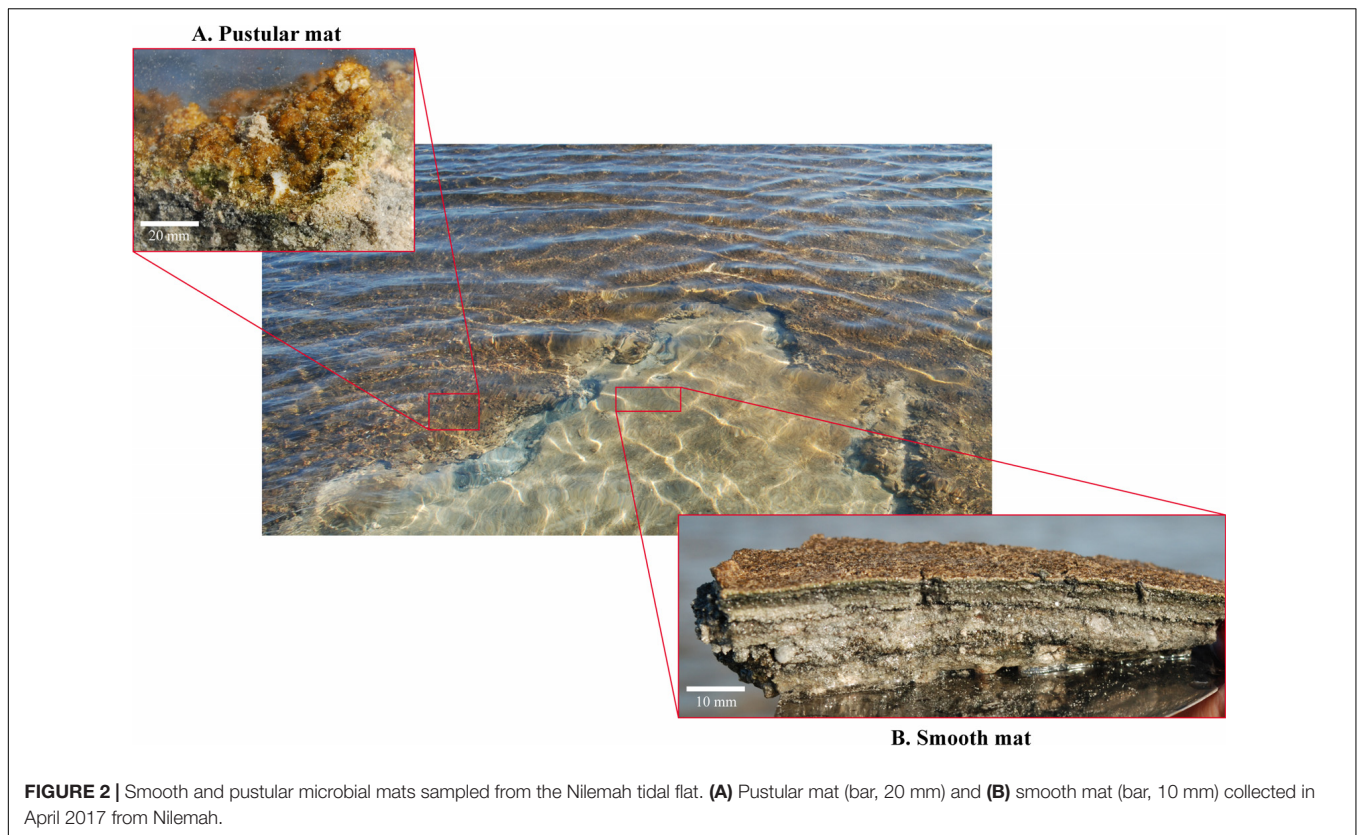 A. Pustular mat
20 mm
10 mm
B. Smooth mat
FIGURE 2 | Smooth and pustular microbial mats sampled from the Nilemah tidal flat. (A) Pustular mat (bar, 20 mm) and (B) smooth mat (bar, 10 mm) collected in
April 2017 from Nilemah.